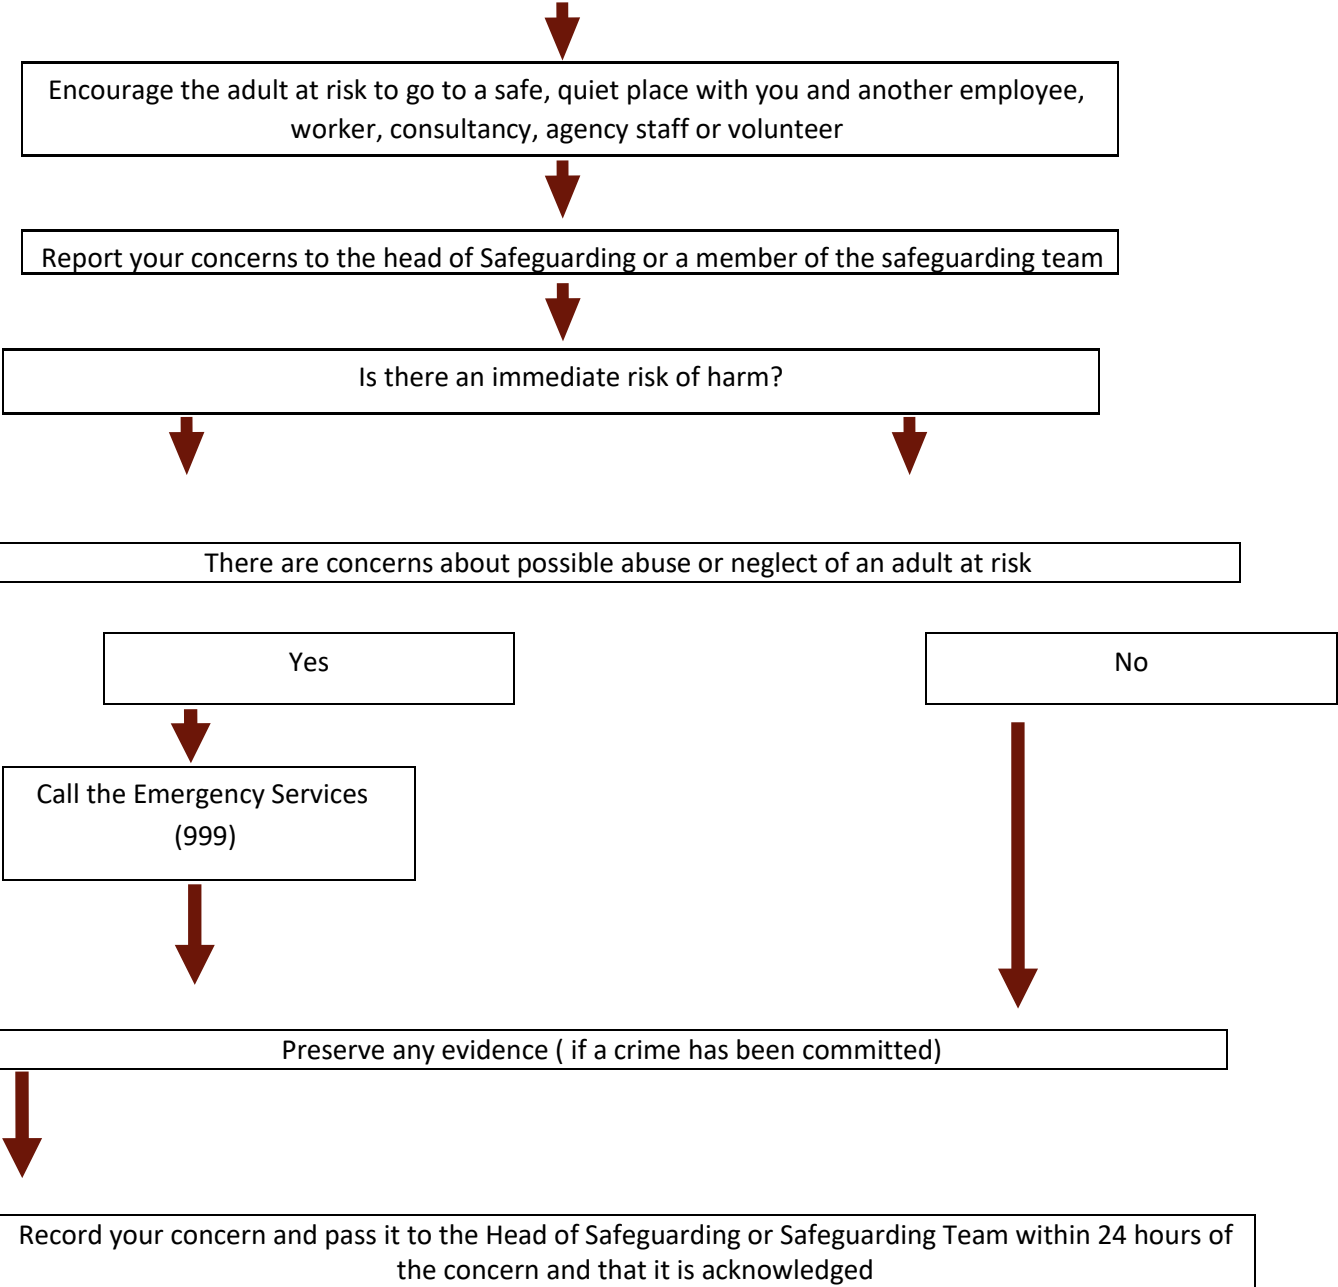 Encourage the adult at risk to go to a safe, quiet place with you and another employee,
worker, consultancy, agency staff or volunteer
Report your concerns to the head of Safeguarding or a member of the safeguarding team
Is there an immediate risk of harm?
There are concerns about possible abuse or neglect of an adult at risk
Yes
No
Call the Emergency Services
(999)
Preserve any evidence ( if a crime has been committed)
Record your concern and pass it to the Head of Safeguarding or Safeguarding Team within 24 hours of
the concern and that it is acknowledged